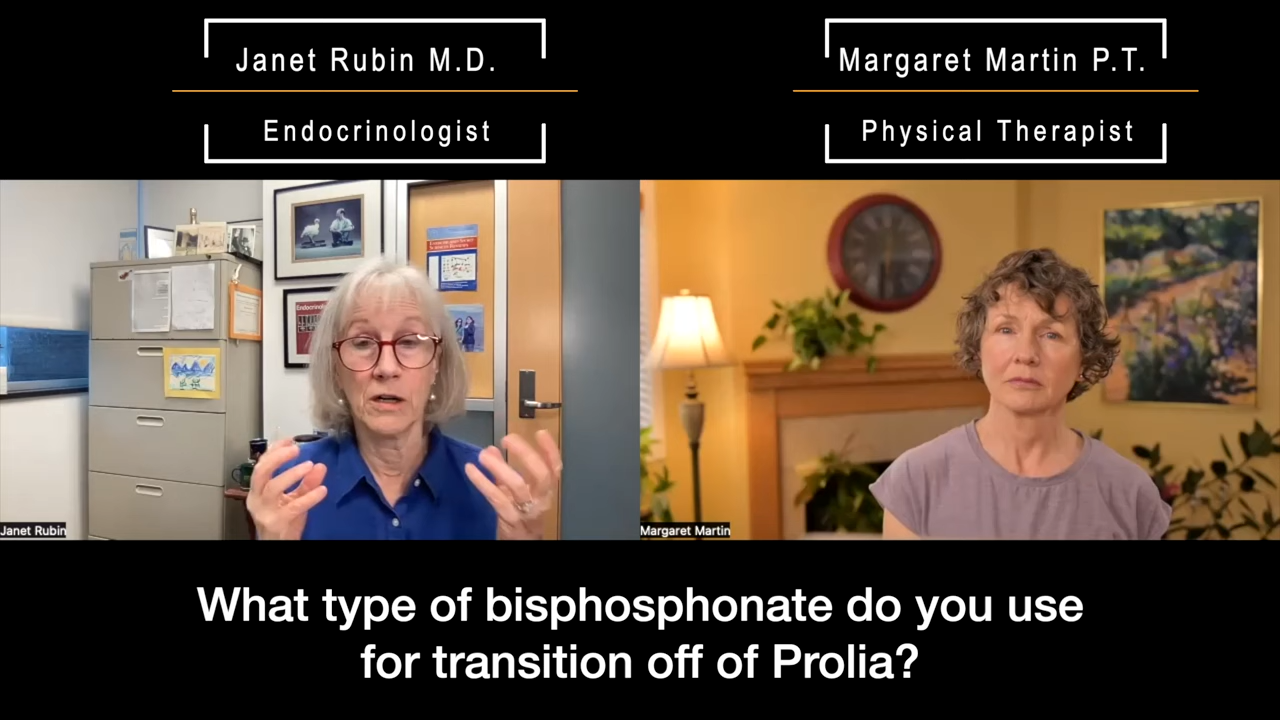 Janet Rubin M.D.
Endocrinologist
Margaret Martin P.T.
Physical Therapist
Endocrin
Janet Rubin
Margaret Martin
What type of bisphosphonate do you use
for transition off of Prolia?